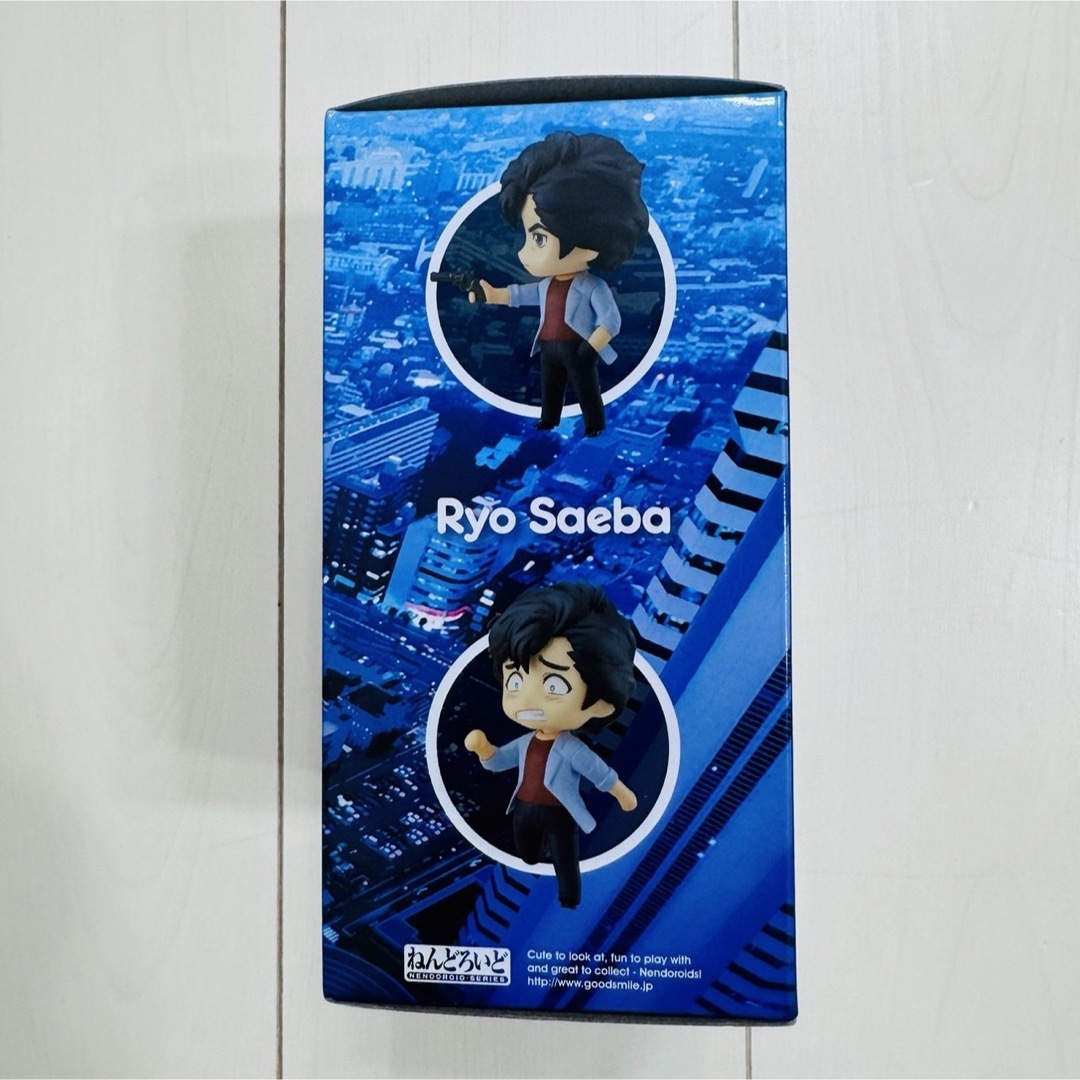 Ryo Saeba
ねんどろいど
NENDOROID SERIES
Cute to look at, fun to play with
and great to collect - Nendoroids!
http://www.goodsmile.jp